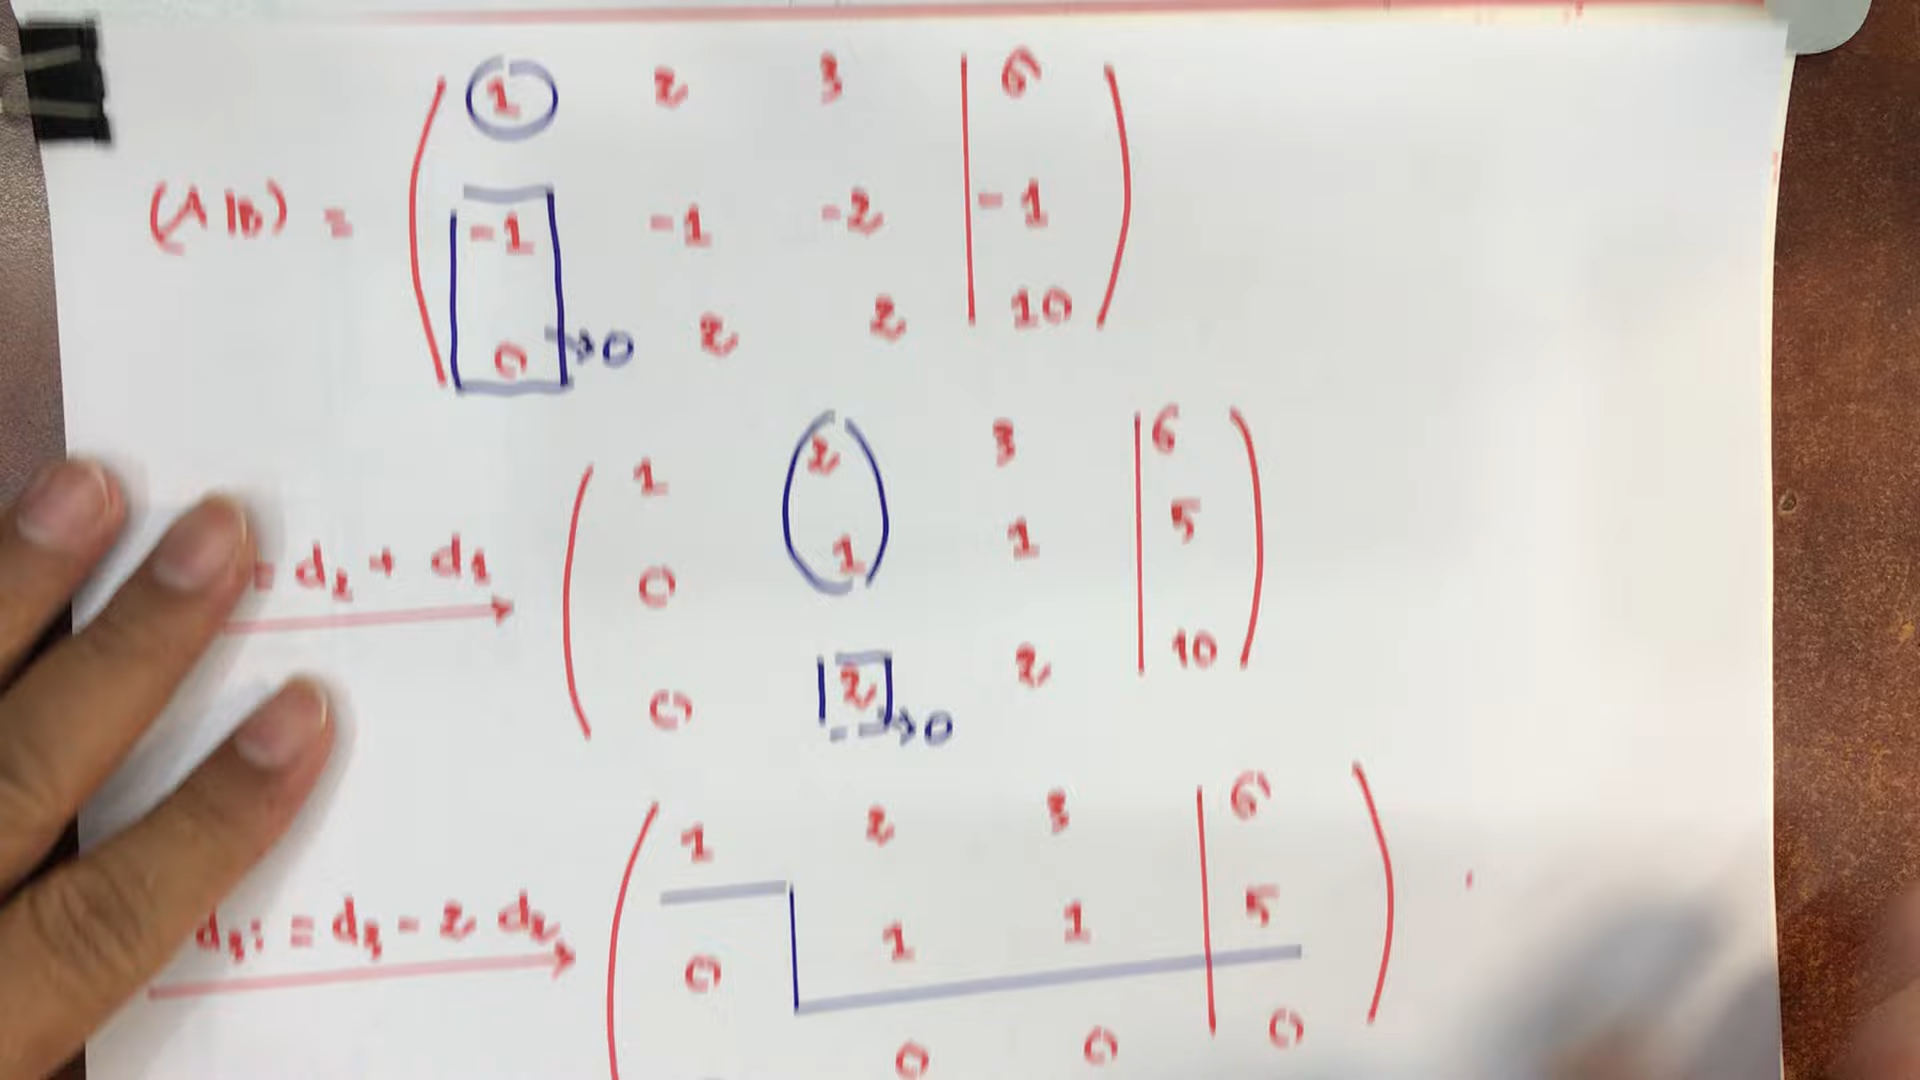 1 2 3 | 6
(A|B) = -1 -1 -2 | -1
0 → 0 2 2 | 10
1 2 3 | 6
= d₂ + d₁ 0 1 1 | 5
0 2 → 0 2 | 10
1 2 3 | 6
d₃ := d₃ - 2 d₂ 0 1 1 | 5
0 0 | 0